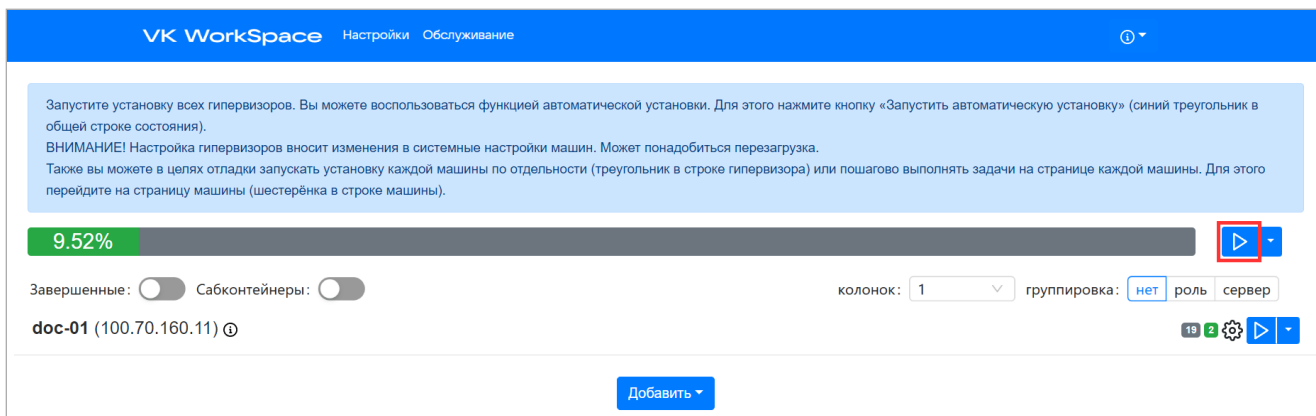 VK WorkSpace Настройки Обслуживание
Запустите установку всех гипервизоров. Вы можете воспользоваться функцией автоматической установки. Для этого нажмите кнопку «Запустить автоматическую установку» (синий треугольник в
общей строке состояния).
ВНИМАНИЕ! Настройка гипервизоров вносит изменения в системные настройки машин. Может понадобиться перезагрузка.
Также вы можете в целях отладки запускать установку каждой машины по отдельности (треугольник в строке гипервизора) или пошагово выполнять задачи на странице каждой машины. Для этого
перейдите на страницу машины (шестерёнка в строке машины).
9.52%
Завершенные: Сабконтейнеры: колонок: 1 группировка: нет роль сервер
doc-01 (100.70.160.11) 19 2
Добавить